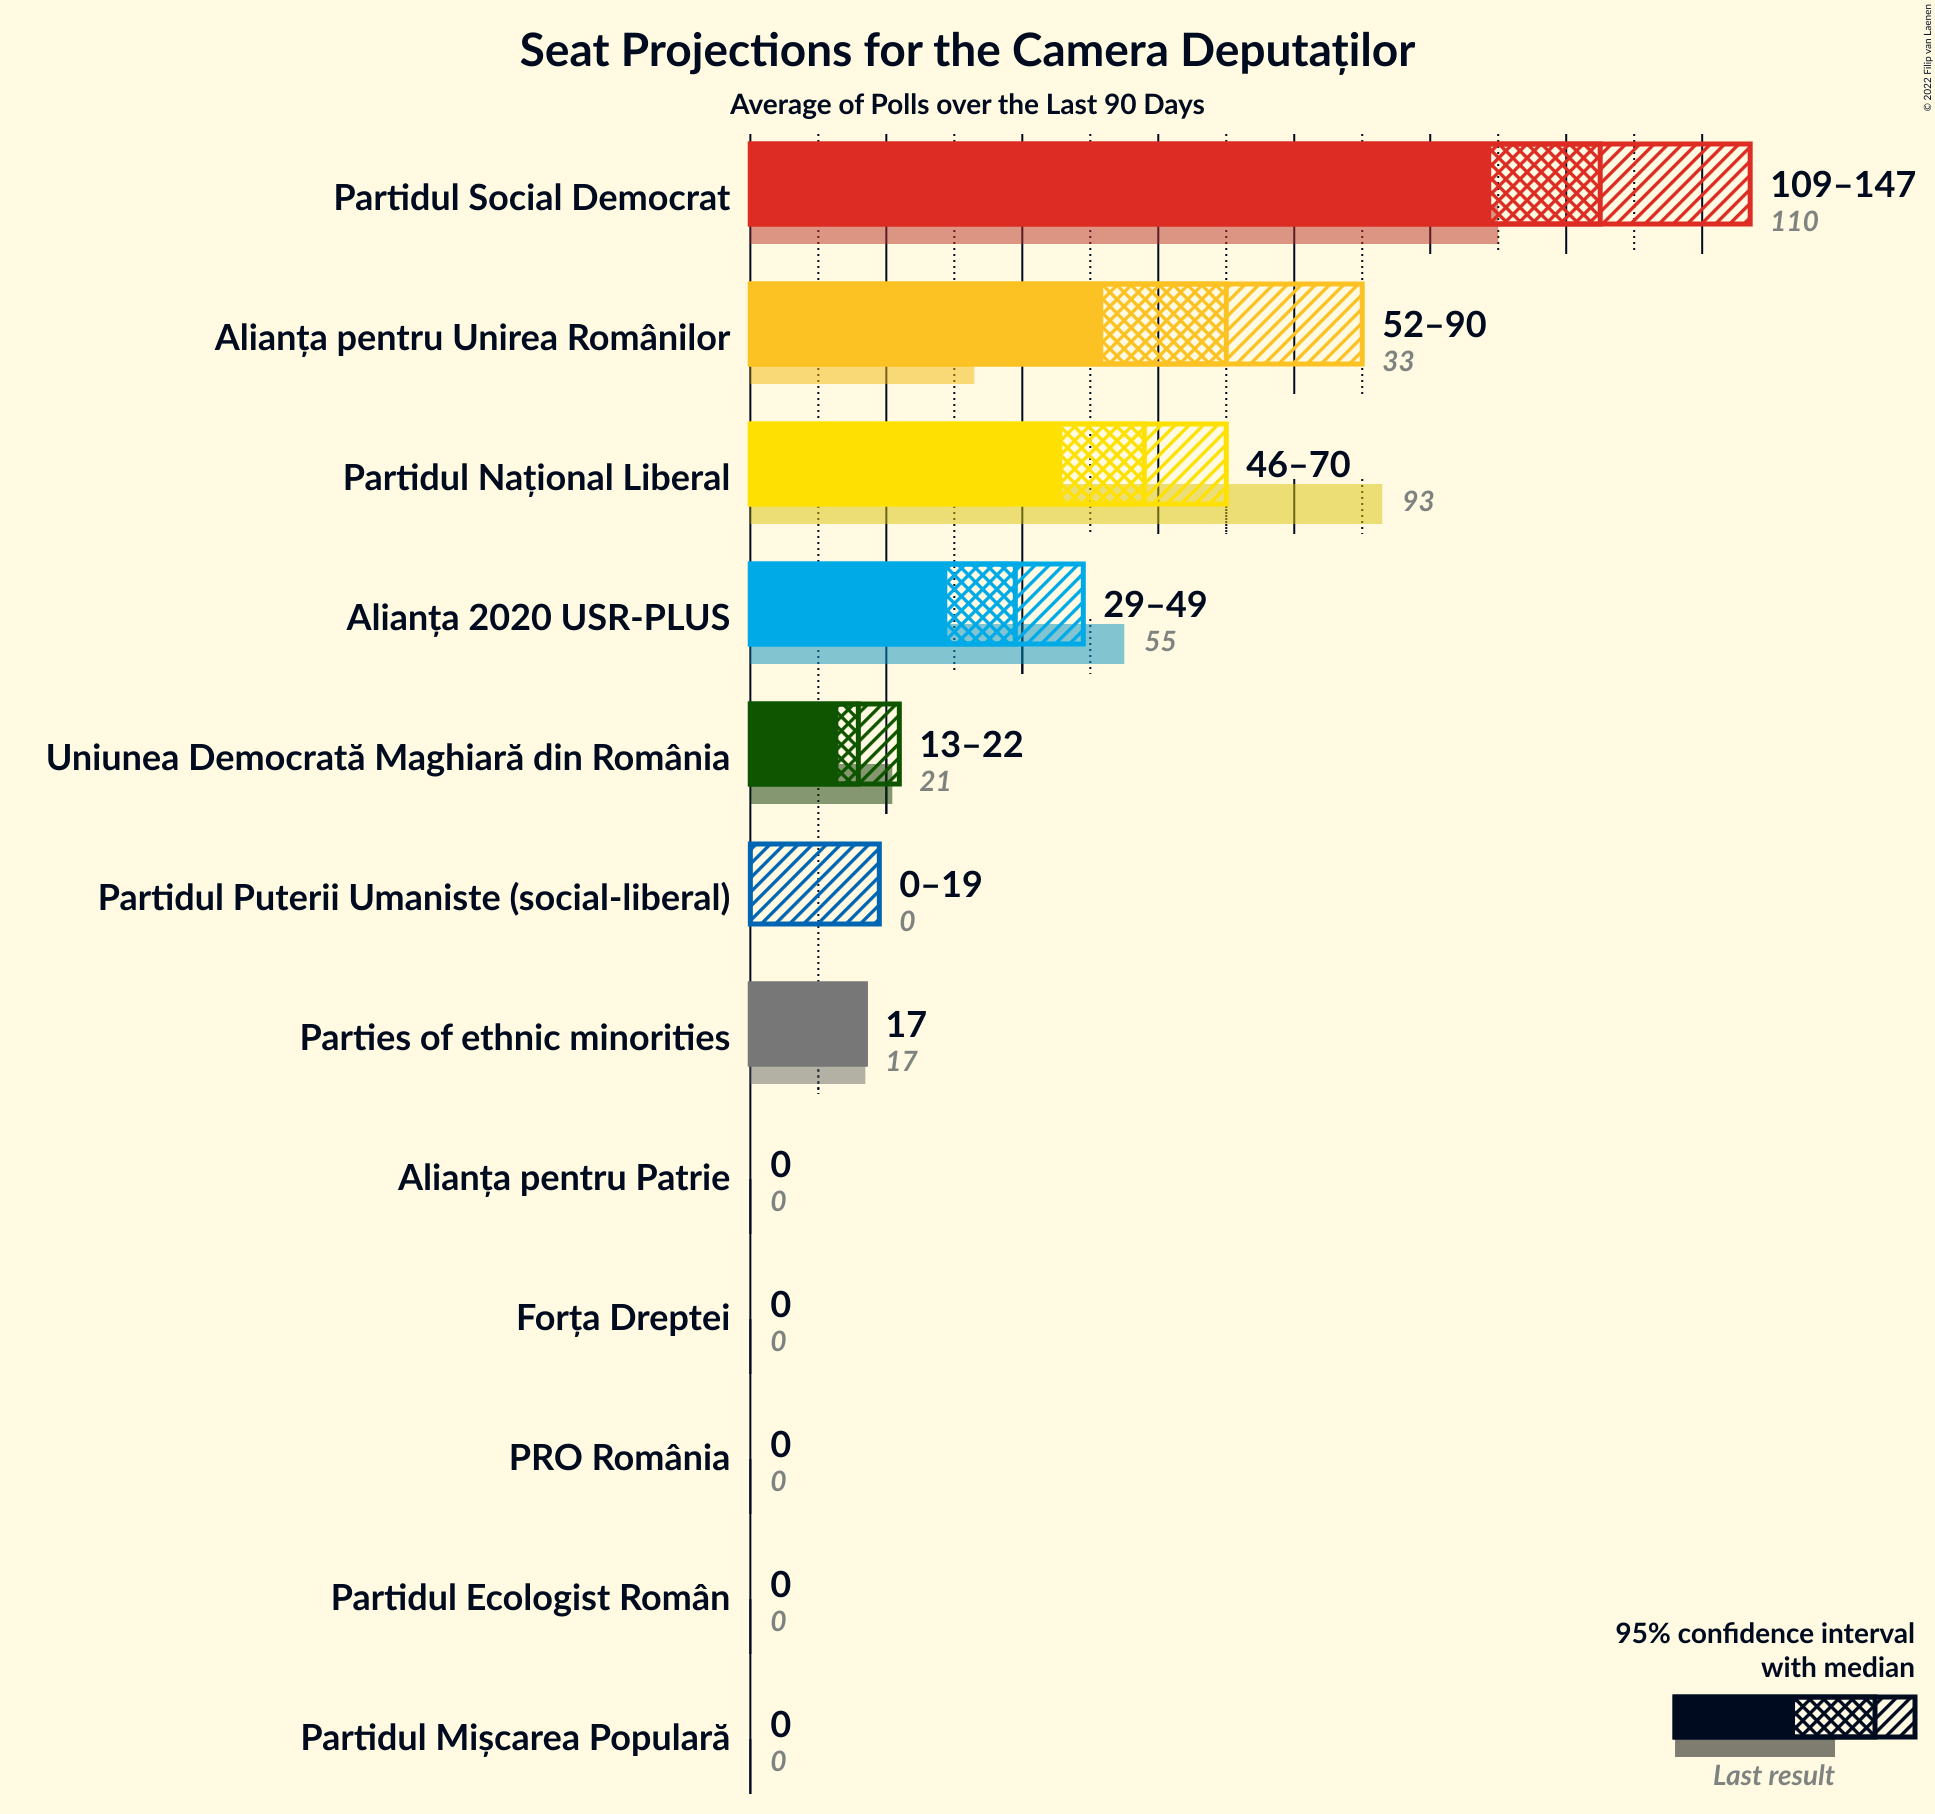 Seat Projections for the Camera Deputaților
Average of Polls over the Last 90 Days
© 2022 Filip van Laenen
Partidul Social Democrat
109–147
110
Alianța pentru Unirea Românilor
52–90
33
Partidul Național Liberal
46–70
93
Alianța 2020 USR-PLUS
29–49
55
Uniunea Democrată Maghiară din România
13–22
21
Partidul Puterii Umaniste (social-liberal)
0–19
0
Parties of ethnic minorities
17
17
Alianța pentru Patrie
0
0
Forța Dreptei
0
0
PRO România
0
0
Partidul Ecologist Român
0
0
Partidul Mișcarea Populară
0
0
95% confidence interval
with median
Last result